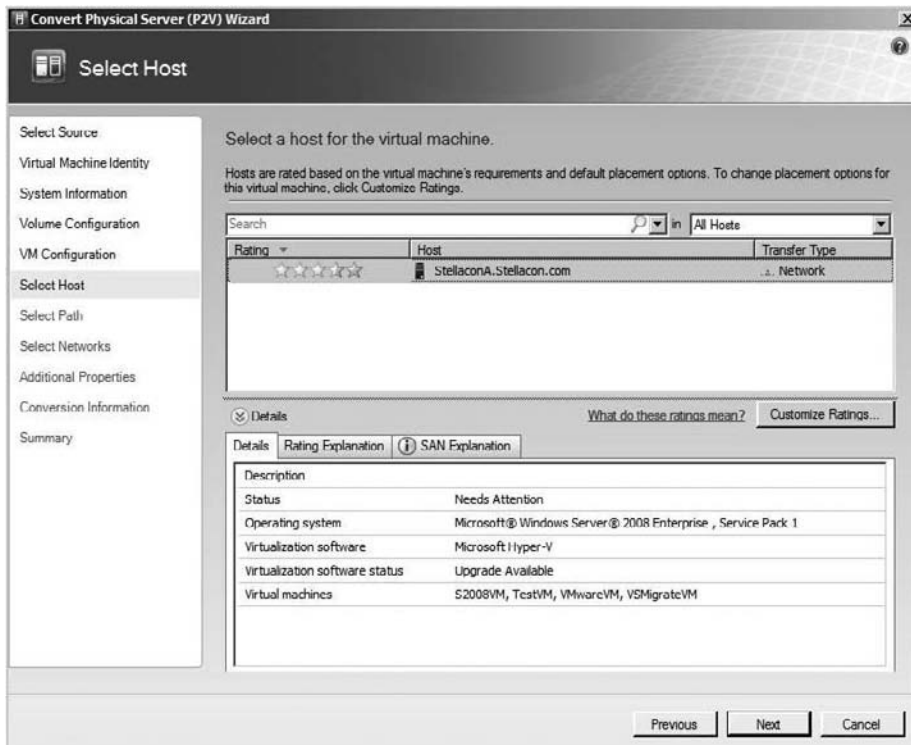 Convert Physical Server (P2V) Wizard
Select Host
Select Source
Virtual Machine Identity
System Information
Volume Configuration
VM Configuration
Select Host
Select Path
Select Networks
Additional Properties
Conversion Information
Summary
Select a host for the virtual machine.
Hosts are rated based on the virtual machine's requirements and default placement options. To change placement options for
this virtual machine, click Customize Ratings.
Search in All Hosts
Rating Host Transfer Type
StellaconA.Stellacon.com Network
Details What do these ratings mean? Customize Ratings...
Details Rating Explanation SAN Explanation
Description
Status Needs Attention
Operating system Microsoft® Windows Server® 2008 Enterprise , Service Pack 1
Virtualization software Microsoft Hyper-V
Virtualization software status Upgrade Available
Virtual machines S2008VM, TestVM, VMwareVM, VSMigrateVM
Previous Next Cancel